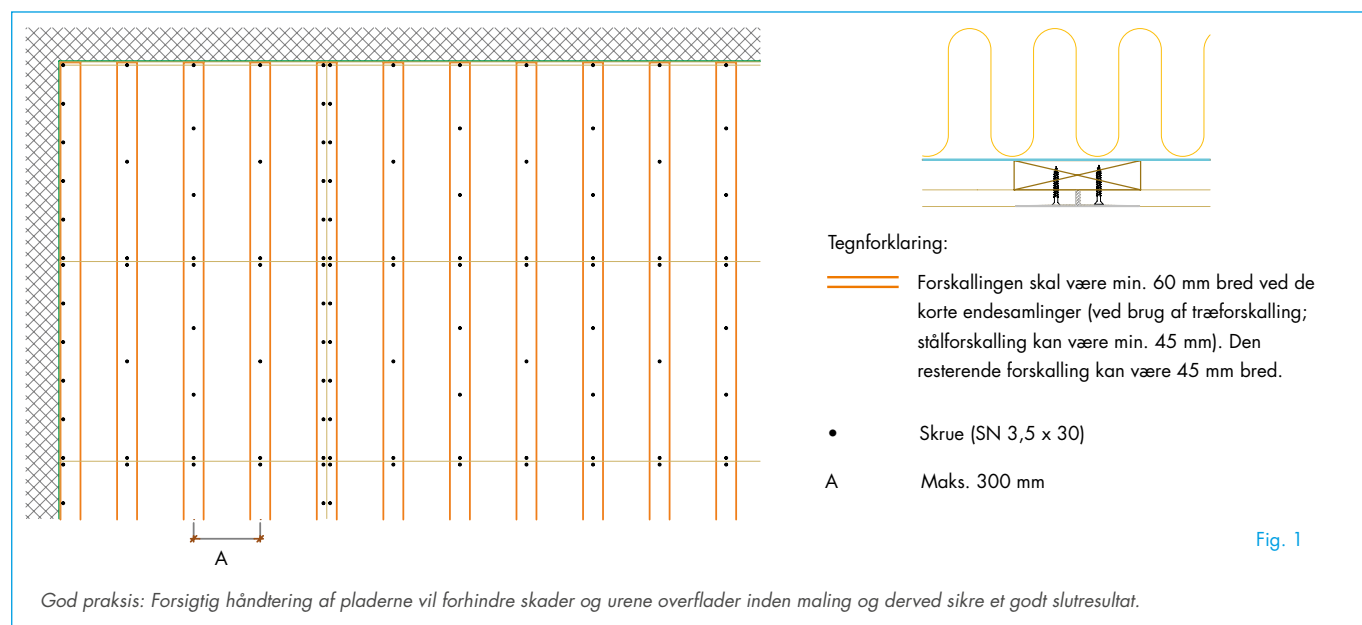 A
Tegnforklaring:
Forskallingen skal være min. 60 mm bred ved de
korte endesamlinger (ved brug af træforskalling;
stålforskalling kan være min. 45 mm). Den
resterende forskalling kan være 45 mm bred.
Skrue (SN 3,5 x 30)
A Maks. 300 mm
Fig. 1
God praksis: Forsigtig håndtering af pladerne vil forhindre skader og urene overflader inden maling og derved sikre et godt slutresultat.